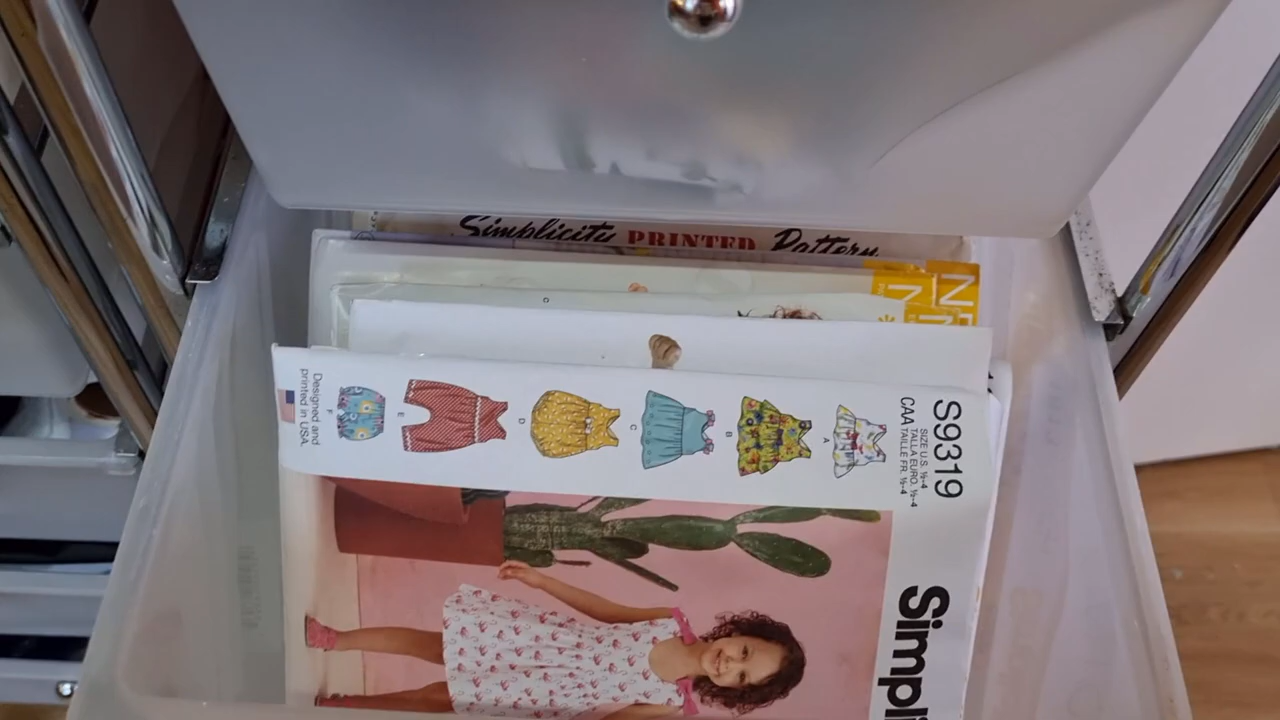 Simplicity PRINTED Pattern
NE
N
S9319
SIZE U.S. ½-4
TALLA EURO. ½-4
CAA TAILLE FR. ½-4
A
B
C
D
E
F
Designed and
printed in USA.
Simpli